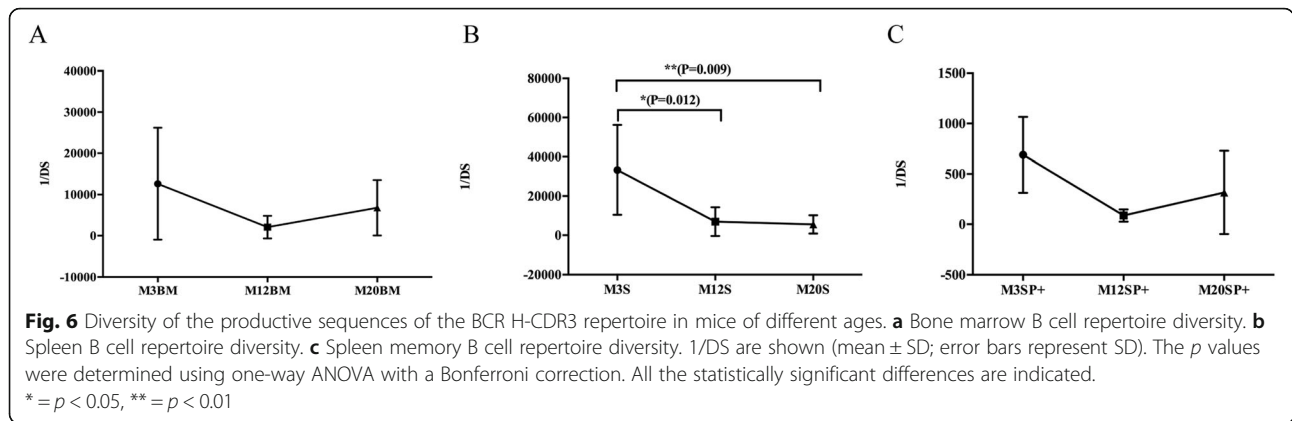 A
B
C
40000
30000
20000
10000
0
-10000
1/DS
M3BM M12BM M20BM
80000
60000
40000
20000
0
-20000
1/DS
**(P=0.009)
*(P=0.012)
M3S M12S M20S
1500
1000
500
0
-500
1/DS
M3SP+ M12SP+ M20SP+
Fig. 6 Diversity of the productive sequences of the BCR H-CDR3 repertoire in mice of different ages. a Bone marrow B cell repertoire diversity. b
Spleen B cell repertoire diversity. c Spleen memory B cell repertoire diversity. 1/DS are shown (mean ± SD; error bars represent SD). The p values
were determined using one-way ANOVA with a Bonferroni correction. All the statistically significant differences are indicated.
* = p < 0.05, ** = p < 0.01